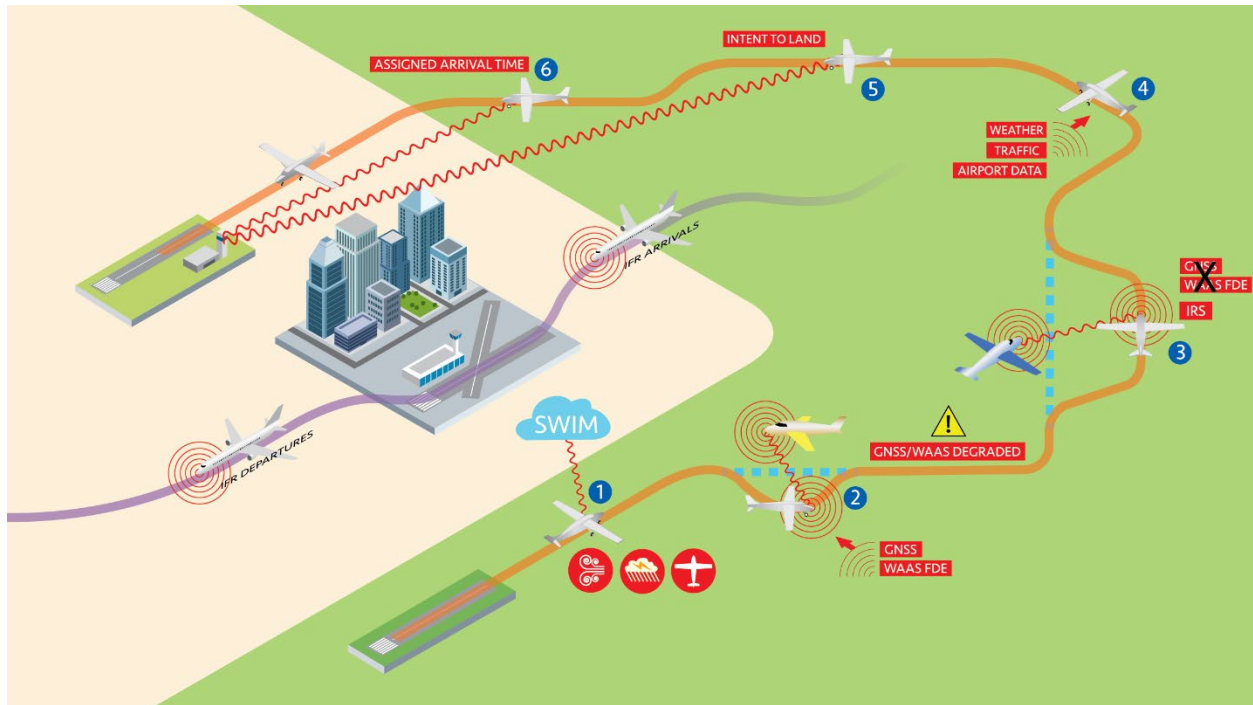 ASSIGNED ARRIVAL TIME
6
INTENT TO LAND
5
4
WEATHER
TRAFFIC
AIRPORT DATA
IFR ARRIVALS
GNSS
WAAS FDE
IRS
3
IFR DEPARTURES
SWIM
1
GNSS/WAAS DEGRADED
!
2
GNSS
WAAS FDE